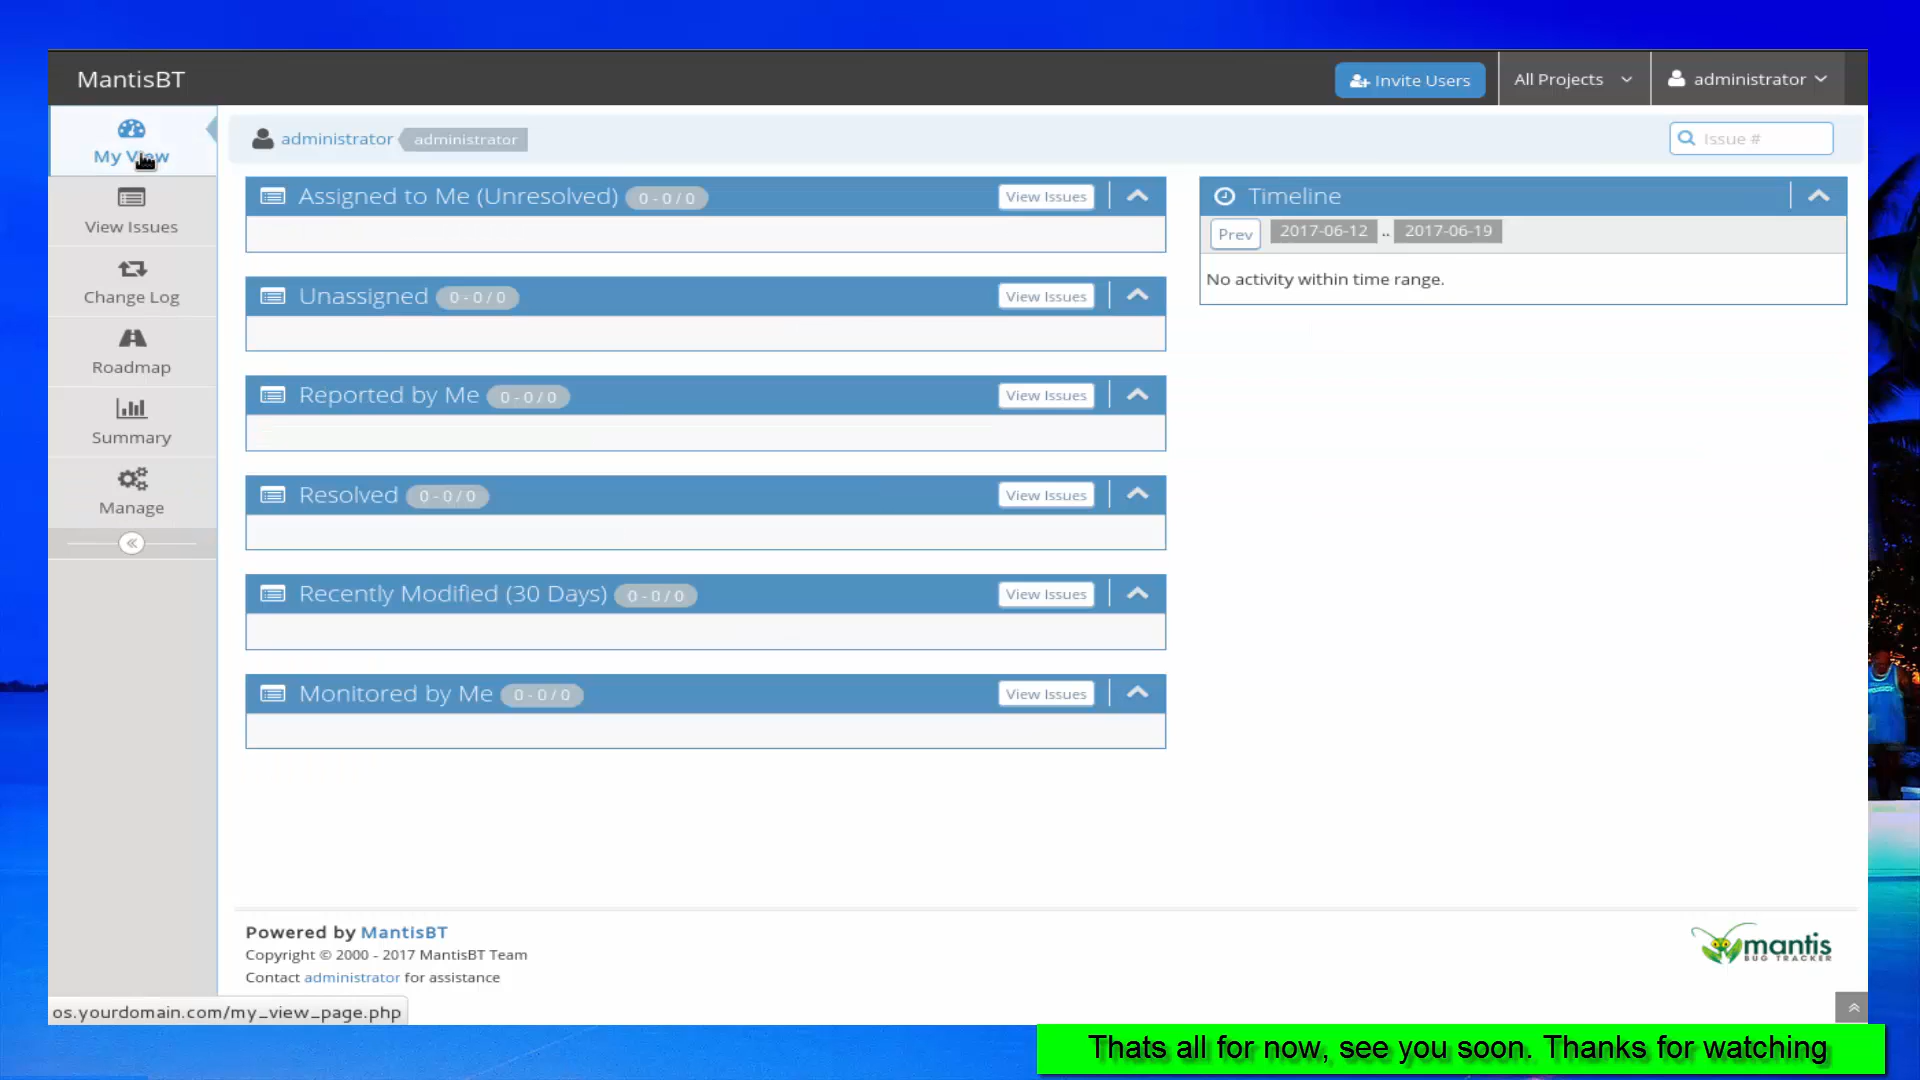 MantisBT
Invite Users
All Projects
administrator
My View
View Issues
Change Log
Roadmap
Summary
Manage
administrator administrator
Issue #
Assigned to Me (Unresolved) 0 - 0 / 0 View Issues
Unassigned 0 - 0 / 0 View Issues
Reported by Me 0 - 0 / 0 View Issues
Resolved 0 - 0 / 0 View Issues
Recently Modified (30 Days) 0 - 0 / 0 View Issues
Monitored by Me 0 - 0 / 0 View Issues
Timeline
Prev 2017-06-12 .. 2017-06-19
No activity within time range.
Powered by MantisBT
Copyright © 2000 - 2017 MantisBT Team
Contact administrator for assistance
mantis
BUG TRACKER
os.yourdomain.com/my_view_page.php
Thats all for now, see you soon. Thanks for watching